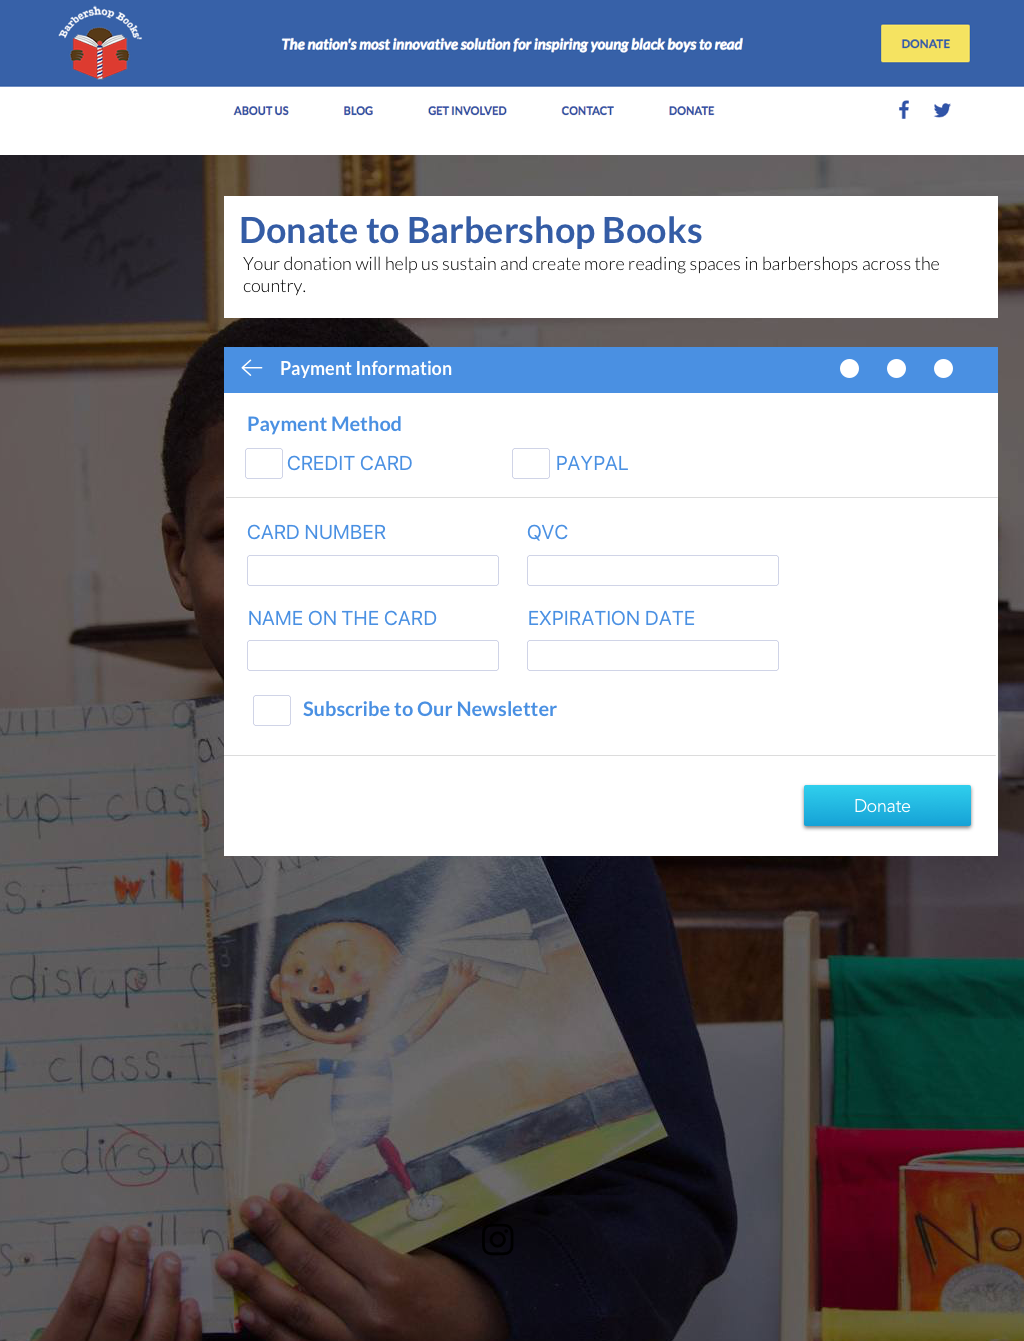 Barbershop Books
The nation's most innovative solution for inspiring young black boys to read
DONATE
ABOUT US
BLOG
GET INVOLVED
CONTACT
DONATE
Donate to Barbershop Books
Your donation will help us sustain and create more reading spaces in barbershops across the
country.
Payment Information
Payment Method
CREDIT CARD
PAYPAL
CARD NUMBER
QVC
NAME ON THE CARD
EXPIRATION DATE
Subscribe to Our Newsletter
Donate
will not a
rupt class
s. I will
disrupt c
class. I
ot dirsupt
s. I will n
No